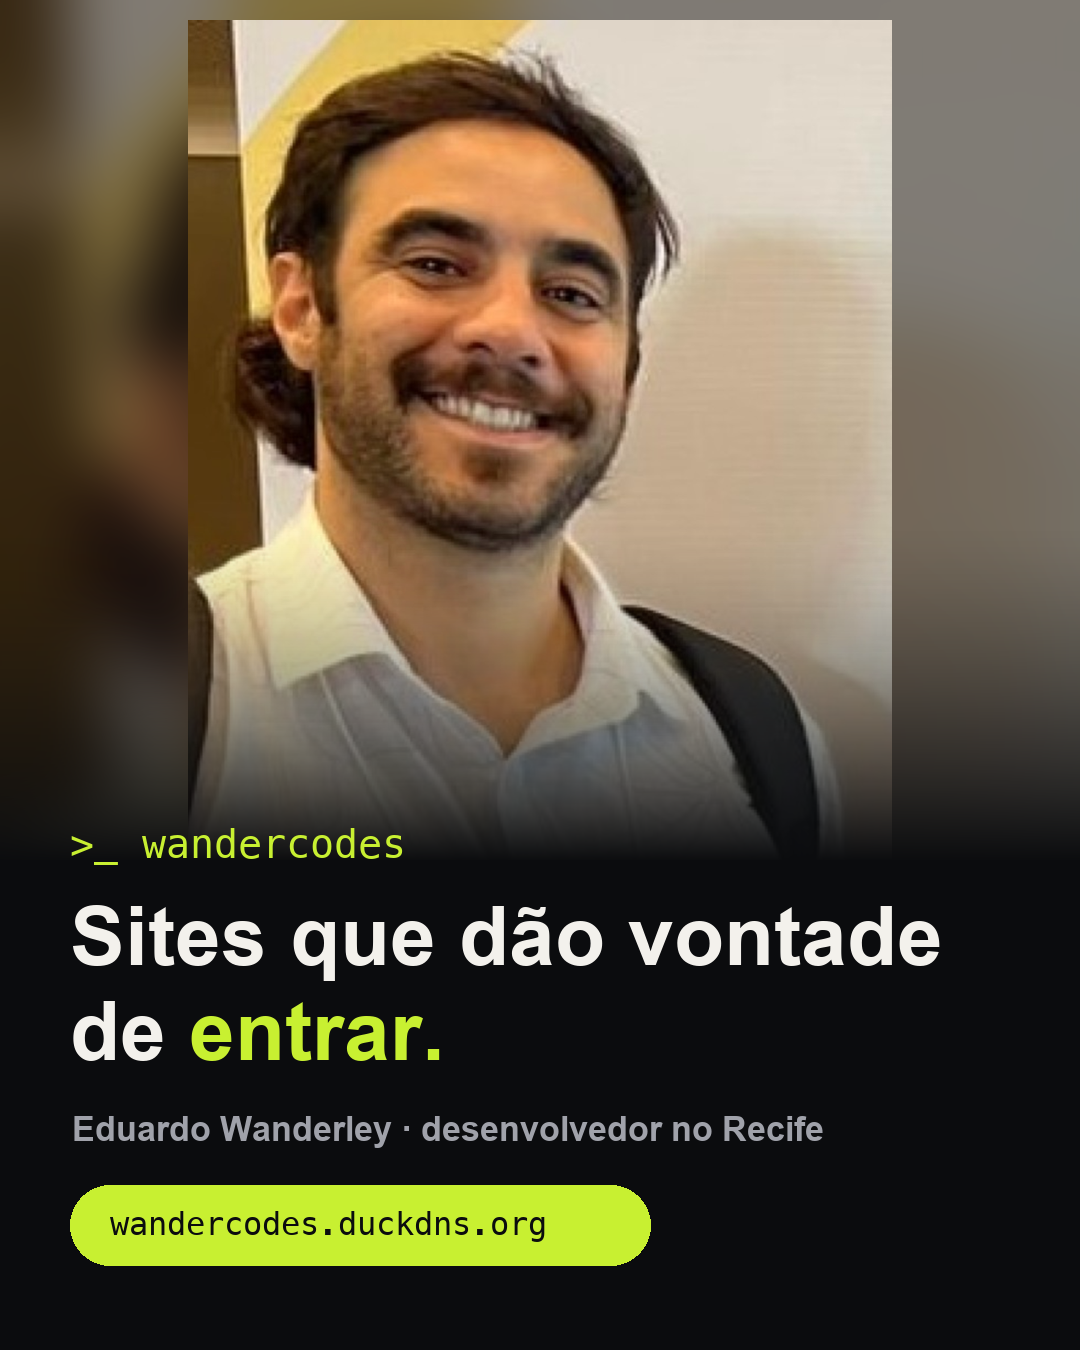 >_ wandercodes
Sites que dão vontade
de entrar.
Eduardo Wanderley · desenvolvedor no Recife
wandercodes.duckdns.org